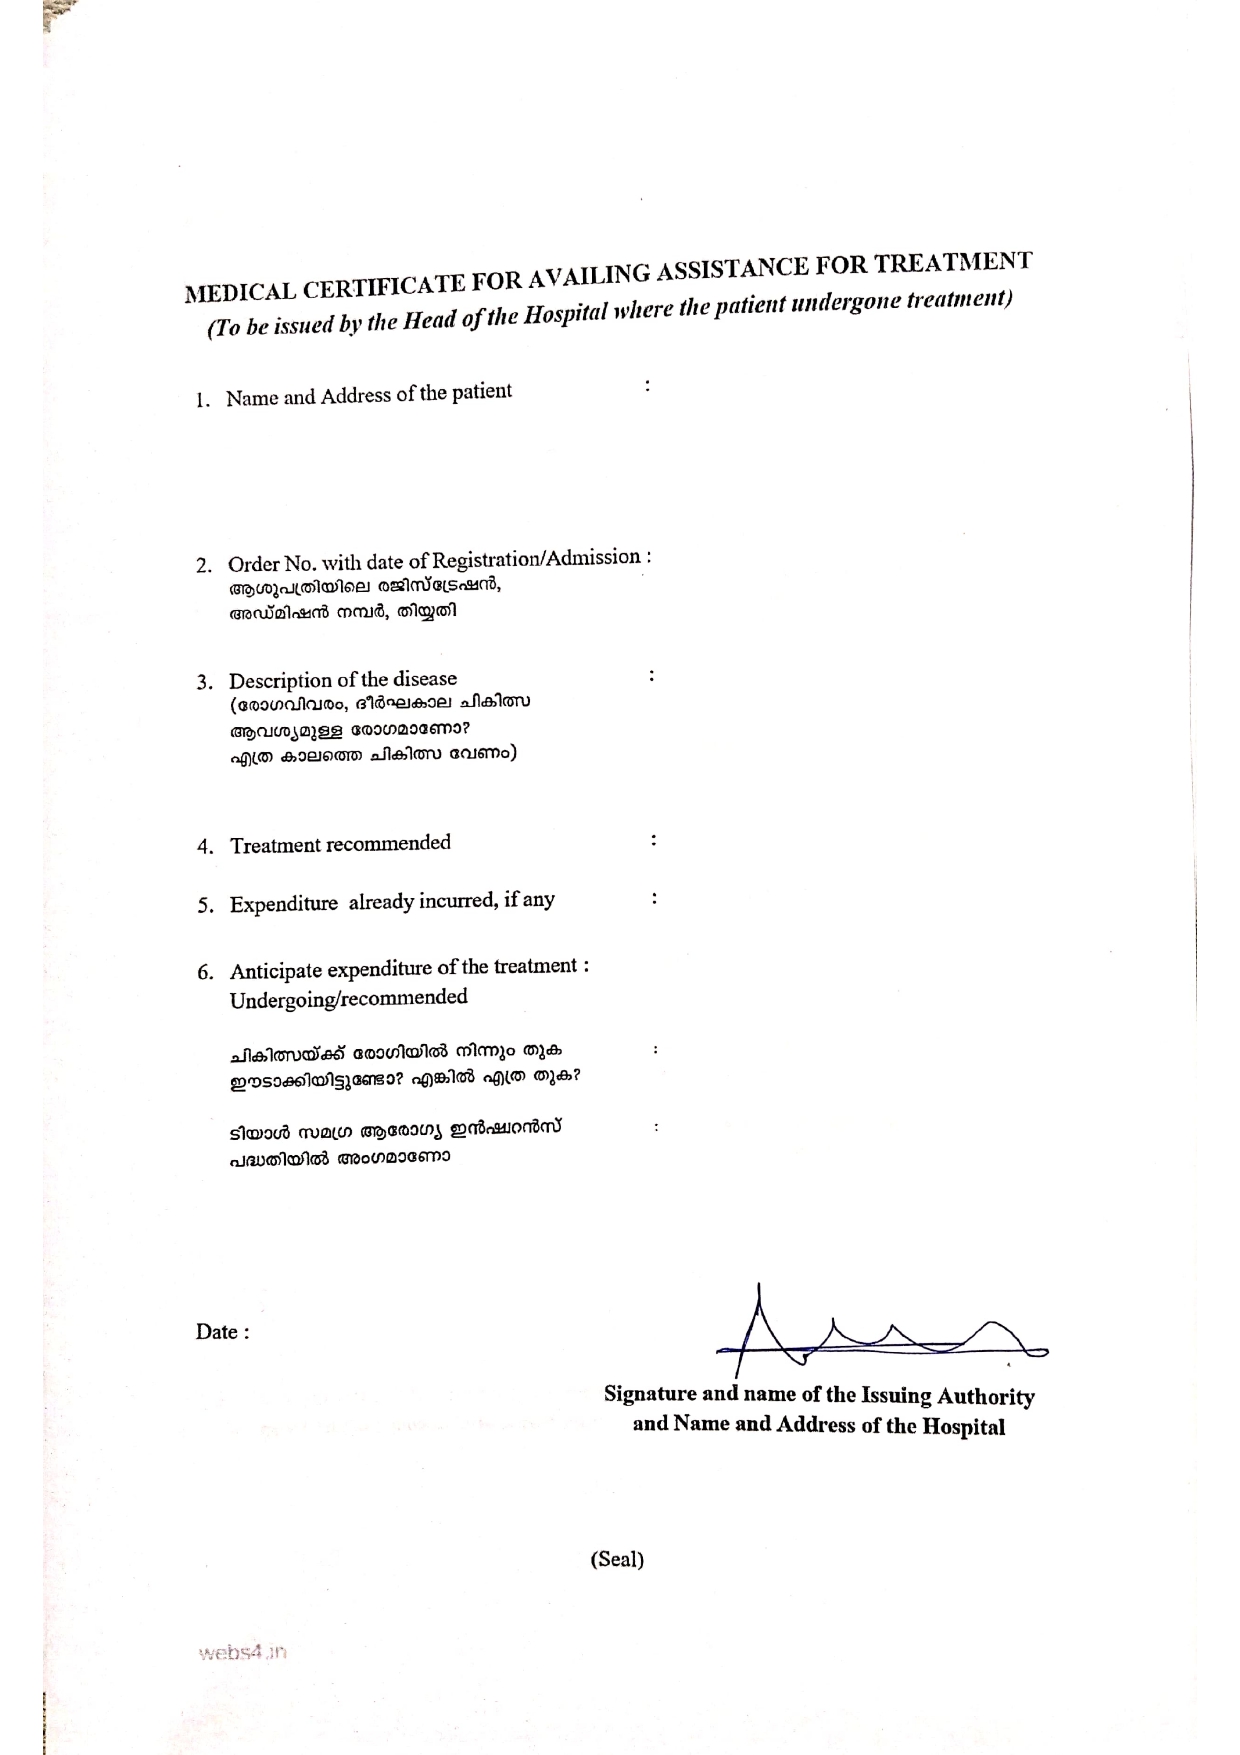 MEDICAL CERTIFICATE FOR AVAILING ASSISTANCE FOR TREATMENT
(To be issued by the Head of the Hospital where the patient undergone treatment)
1. Name and Address of the patient :
2. Order No. with date of Registration/Admission :
ആശുപത്രിയിലെ രജിസ്ട്രേഷൻ,
അഡ്മിഷൻ നമ്പർ, തിയ്യതി
3. Description of the disease :
(രോഗവിവരം, ദീർഘകാല ചികിത്സ
ആവശ്യമുള്ള രോഗമാണോ?
എത്ര കാലത്തെ ചികിത്സ വേണം)
4. Treatment recommended :
5. Expenditure already incurred, if any :
6. Anticipate expenditure of the treatment :
Undergoing/recommended
ചികിത്സയ്ക്ക് രോഗിയിൽ നിന്നും തുക :
ഈടാക്കിയിട്ടുണ്ടോ? എങ്കിൽ എത്ര തുക?
ടിയാൾ സമഗ്ര ആരോഗ്യ ഇൻഷ്വറൻസ് :
പദ്ധതിയിൽ അംഗമാണോ
Date :
Signature and name of the Issuing Authority
and Name and Address of the Hospital
(Seal)
webs4.in